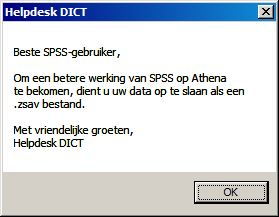 Helpdesk DICT
Beste SPSS-gebruiker,
Om een betere werking van SPSS op Athena
te bekomen, dient u uw data op te slaan als een
.zsav bestand.
Met vriendelijke groeten,
Helpdesk DICT
OK